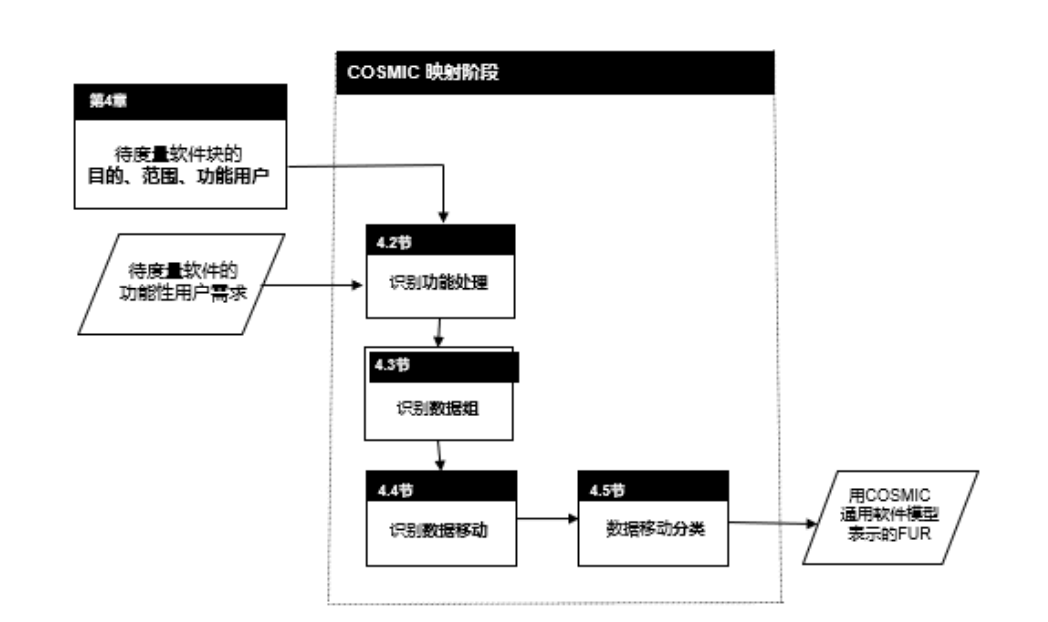 COSMIC 映射阶段
第4章
待度量软件块的
目的、范围、功能用户
待度量软件的
功能性用户需求
4.2节
识别功能处理
4.3节
识别数据组
4.4节
识别数据移动
4.5节
数据移动分类
用COSMIC
通用软件模型
表示的FUR